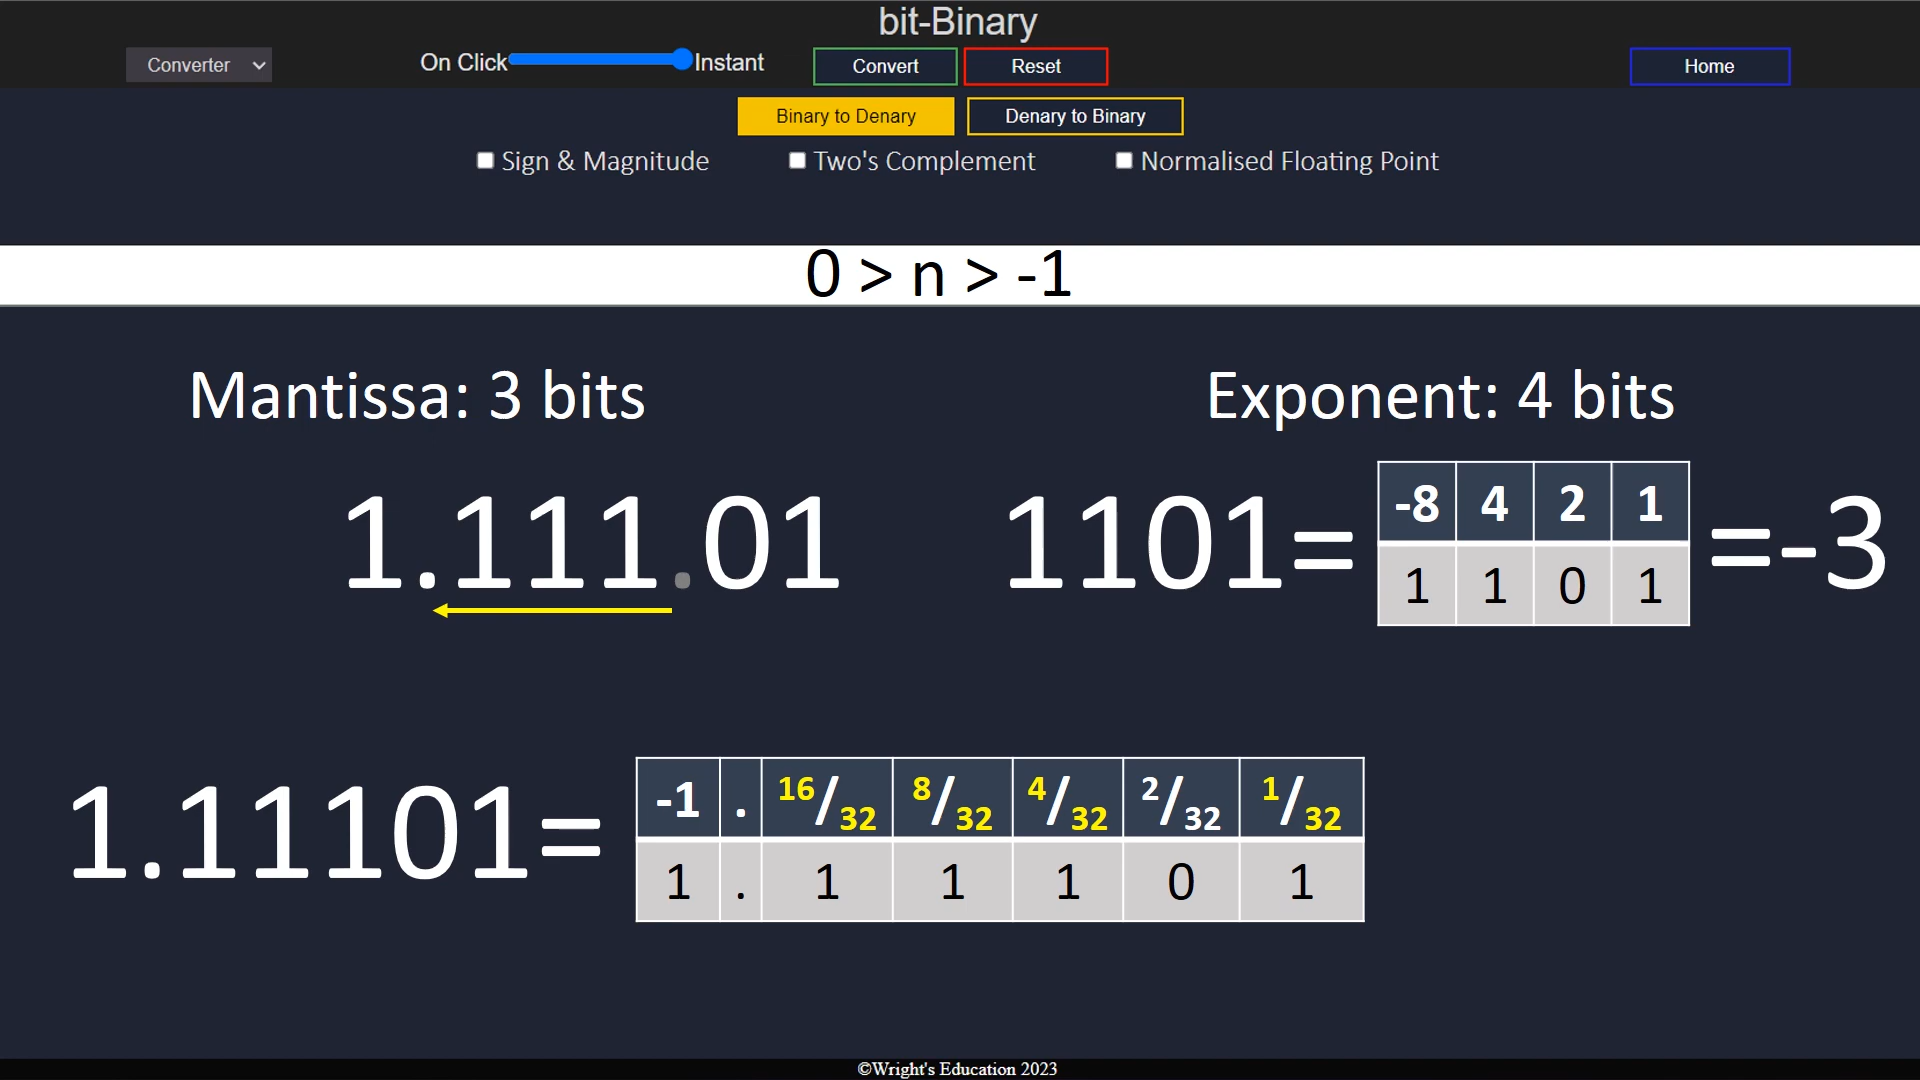 bit-Binary
Converter On Click Instant Convert Reset Home
Binary to Denary Denary to Binary
Sign & Magnitude Two's Complement Normalised Floating Point
0 > n > -1
Mantissa: 3 bits Exponent: 4 bits
1.111.01 1101= -8 4 2 1 =-3
1 1 0 1
1.11101= -1 . 16/32 8/32 4/32 2/32 1/32
1 . 1 1 1 0 1
©Wright's Education 2023